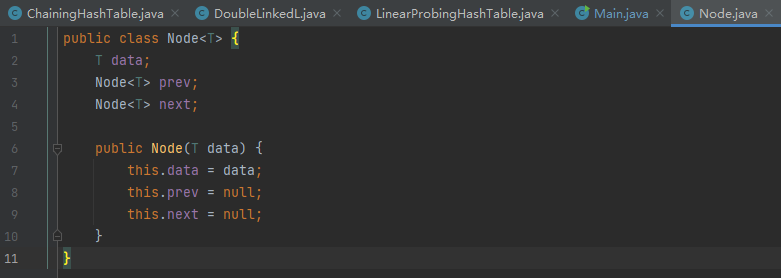 ChainingHashTable.java × DoubleLinkedL.java × LinearProbingHashTable.java × Main.java × Node.java ×
1 public class Node<T> {
2     T data;
3     Node<T> prev;
4     Node<T> next;
5
6     public Node(T data) {
7         this.data = data;
8         this.prev = null;
9         this.next = null;
10     }
11 }